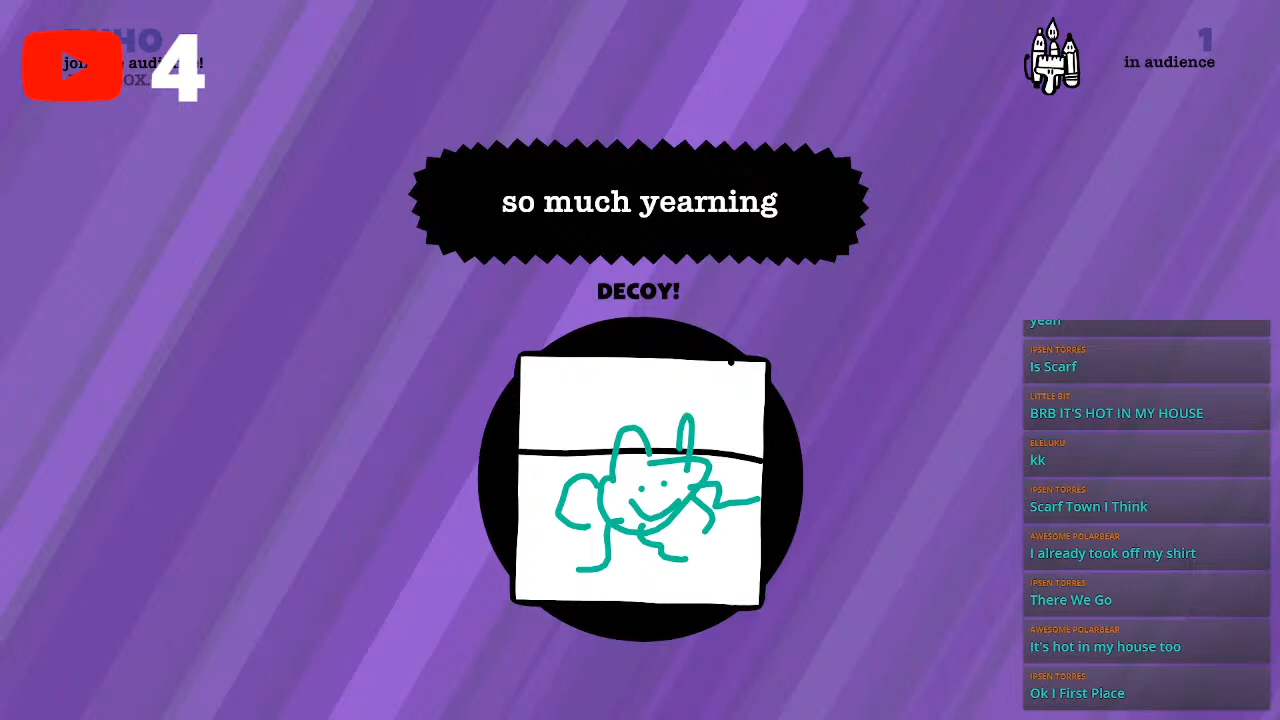 4
1
in audience
so much yearning
DECOY!
yeah
IPSEN TORRES
Is Scarf
LITTLE BIT
BRB IT'S HOT IN MY HOUSE
ELELUKU
kk
IPSEN TORRES
Scarf Town I Think
AWESOME POLARBEAR
I already took off my shirt
IPSEN TORRES
There We Go
AWESOME POLARBEAR
It's hot in my house too
IPSEN TORRES
Ok I First Place